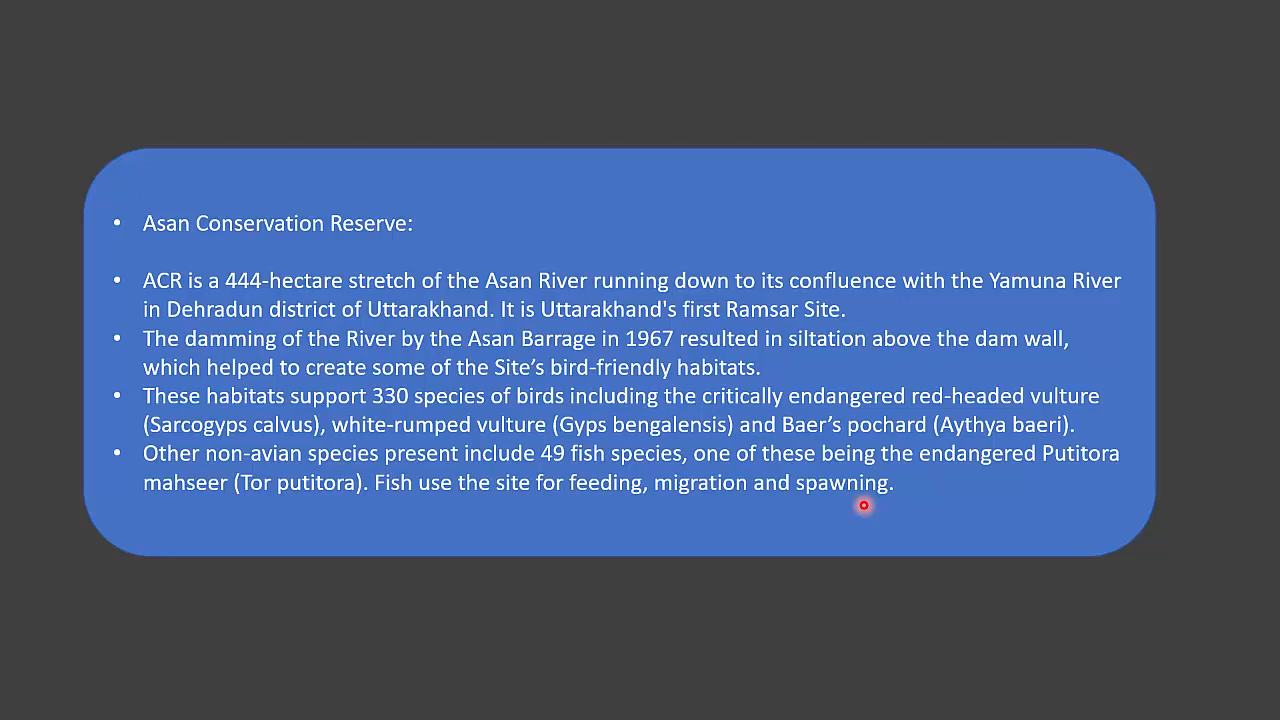 • Asan Conservation Reserve:
• ACR is a 444-hectare stretch of the Asan River running down to its confluence with the Yamuna River
in Dehradun district of Uttarakhand. It is Uttarakhand's first Ramsar Site.
• The damming of the River by the Asan Barrage in 1967 resulted in siltation above the dam wall,
which helped to create some of the Site’s bird-friendly habitats.
• These habitats support 330 species of birds including the critically endangered red-headed vulture
(Sarcogyps calvus), white-rumped vulture (Gyps bengalensis) and Baer’s pochard (Aythya baeri).
• Other non-avian species present include 49 fish species, one of these being the endangered Putitora
mahseer (Tor putitora). Fish use the site for feeding, migration and spawning.